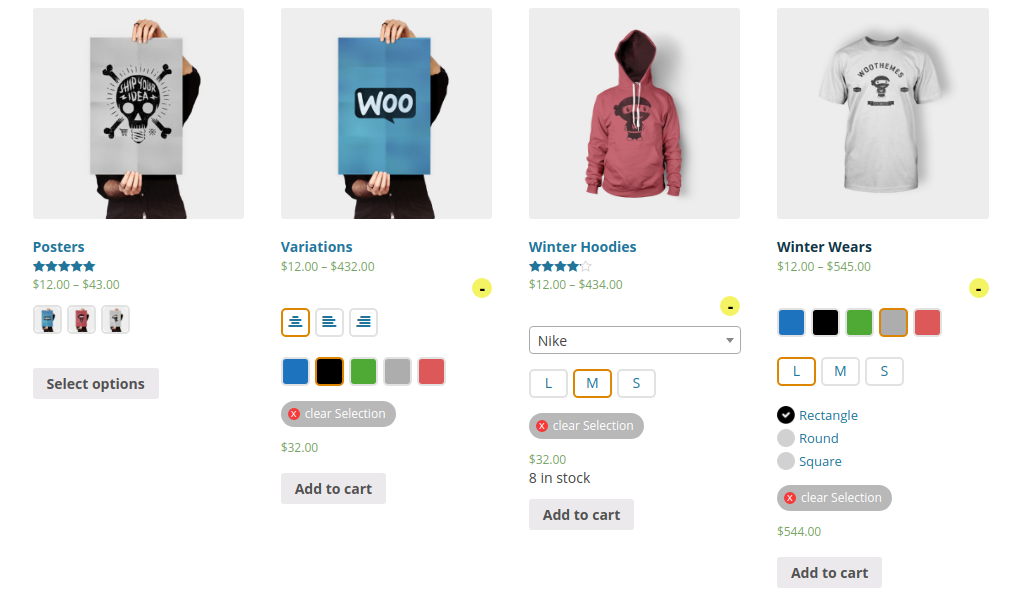 SHIP YOUR
IDEA
WOO
WOOTHEMES
Posters
$12.00 – $43.00
Select options
Variations
$12.00 – $432.00
-
x clear Selection
$32.00
Add to cart
Winter Hoodies
$12.00 – $434.00
-
Nike
L M S
x clear Selection
$32.00
8 in stock
Add to cart
Winter Wears
$12.00 – $545.00
-
L M S
Rectangle
Round
Square
x clear Selection
$544.00
Add to cart